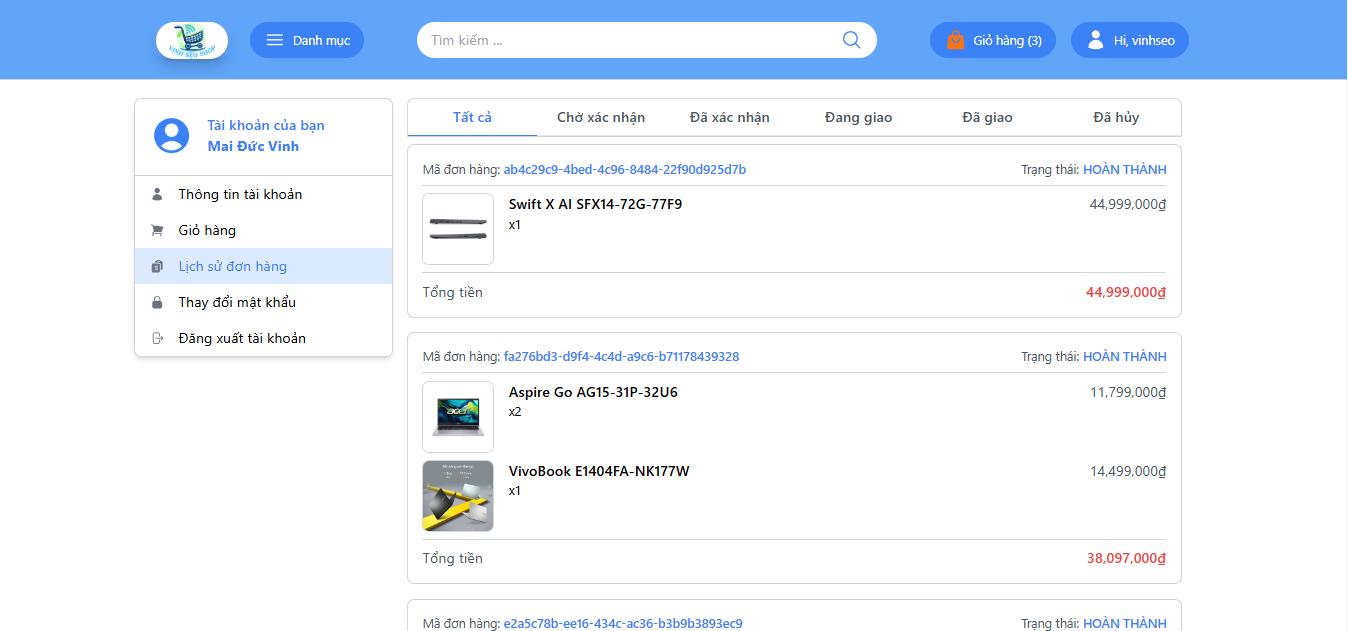 VINH SEO SHOP
Danh mục
Tìm kiếm ...
Giỏ hàng (3)
Hi, vinhseo
Tài khoản của bạn
Mai Đức Vinh
Thông tin tài khoản
Giỏ hàng
Lịch sử đơn hàng
Thay đổi mật khẩu
Đăng xuất tài khoản
Tất cả
Chờ xác nhận
Đã xác nhận
Đang giao
Đã giao
Đã hủy
Mã đơn hàng: ab4c29c9-4bed-4c96-8484-22f90d925d7b
Trạng thái: HOÀN THÀNH
Swift X AI SFX14-72G-77F9
44,999,000₫
x1
Tổng tiền
44,999,000₫
Mã đơn hàng: fa276bd3-d9f4-4c4d-a9c6-b71178439328
Trạng thái: HOÀN THÀNH
acer
Aspire Go AG15-31P-32U6
11,799,000₫
x2
VivoBook E1404FA-NK177W
14,499,000₫
x1
Tổng tiền
38,097,000₫
Mã đơn hàng: e2a5c78b-ee16-434c-ac36-b3b9b3893ec9
Trạng thái: HOÀN THÀNH